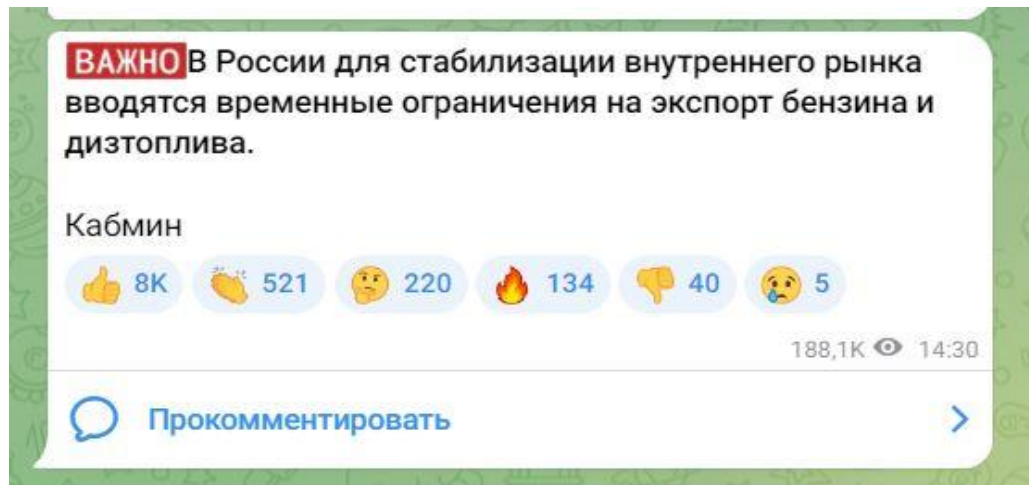 ВАЖНО В России для стабилизации внутреннего рынка
вводятся временные ограничения на экспорт бензина и
дизтоплива.
Кабмин
👍 8K 👏 521 🤔 220 🔥 134 👎 40 😢 5
188,1K 14:30
Прокомментировать